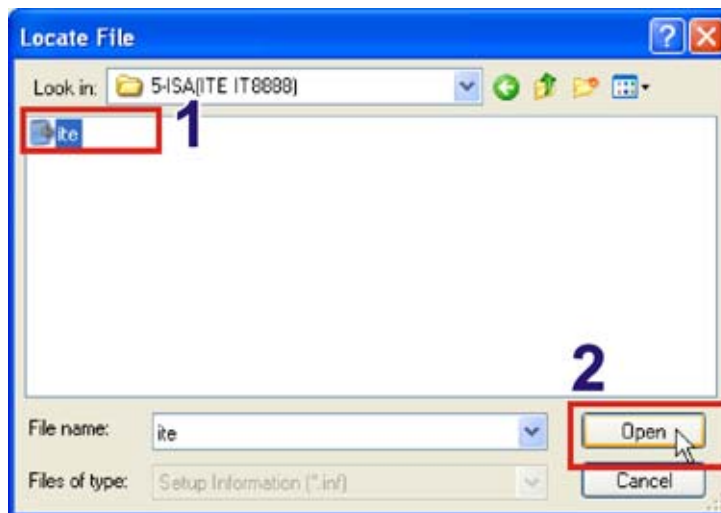 Locate File
Look in: 5-ISA(ITE IT8888)
1
ite
2
File name: ite Open
Files of type: Setup Information (*.inf) Cancel